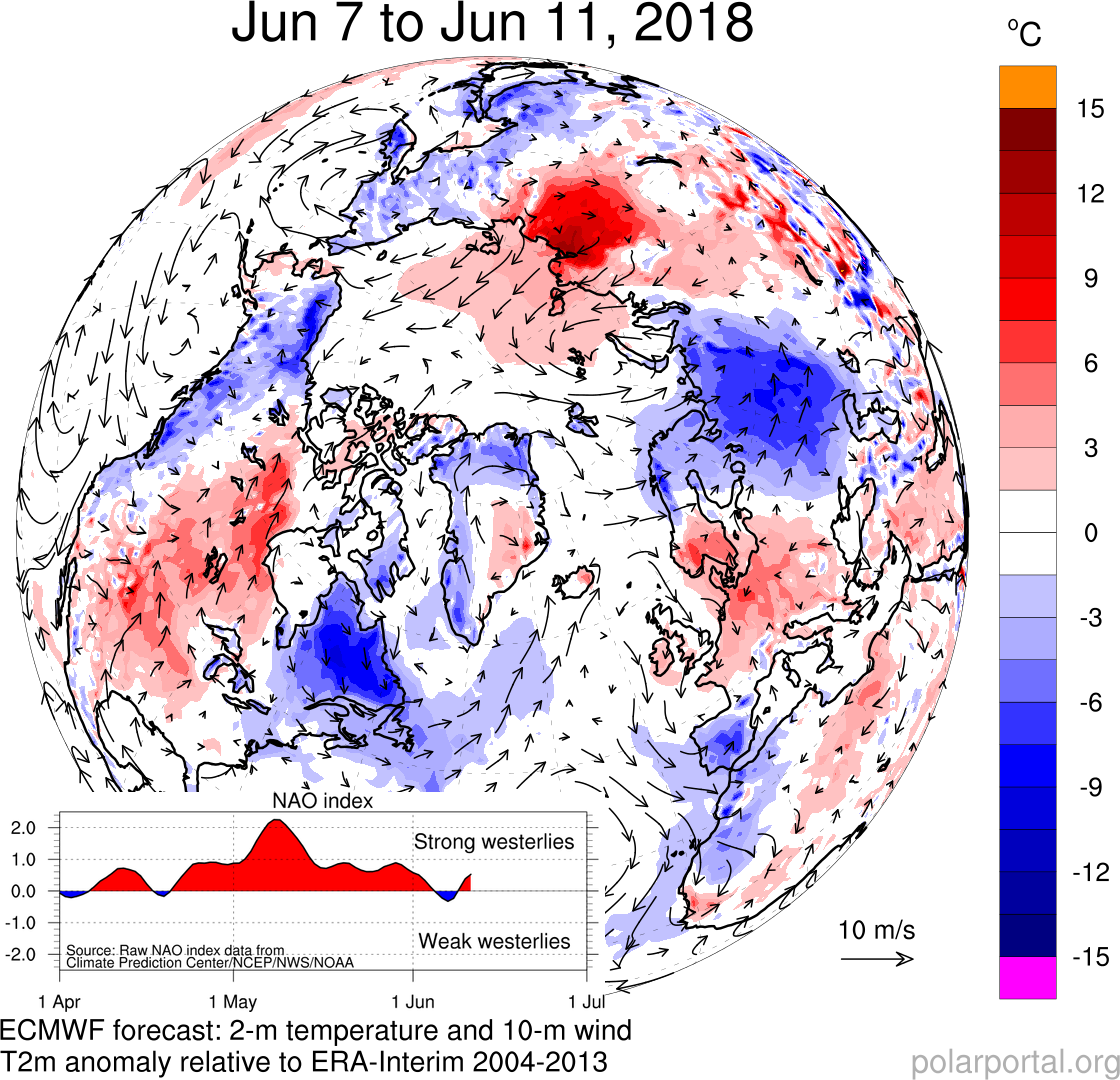 Jun 7 to Jun 11, 2018
oC
15
12
9
6
3
0
-3
-6
-9
-12
-15
10 m/s
NAO index
2.0
1.0
0.0
-1.0
-2.0
Strong westerlies
Weak westerlies
Source: Raw NAO index data from
Climate Prediction Center/NCEP/NWS/NOAA
1 Apr 1 May 1 Jun 1 Jul
ECMWF forecast: 2-m temperature and 10-m wind
T2m anomaly relative to ERA-Interim 2004-2013
polarportal.org